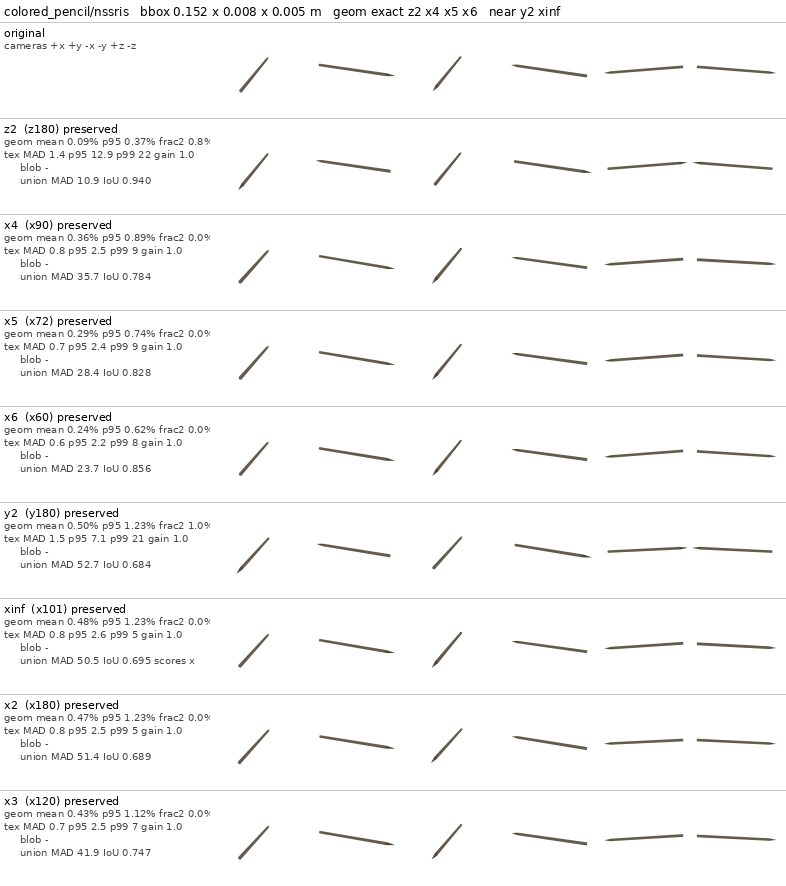 colored_pencil/nssris   bbox 0.152 x 0.008 x 0.005 m   geom exact z2 x4 x5 x6   near y2 xinf
original
cameras +x +y -x -y +z -z
z2  (z180) preserved
geom mean 0.09% p95 0.37% frac2 0.8%
tex MAD 1.4 p95 12.9 p99 22 gain 1.0
blob -
union MAD 10.9 IoU 0.940
x4  (x90) preserved
geom mean 0.36% p95 0.89% frac2 0.0%
tex MAD 0.8 p95 2.5 p99 9 gain 1.0
blob -
union MAD 35.7 IoU 0.784
x5  (x72) preserved
geom mean 0.29% p95 0.74% frac2 0.0%
tex MAD 0.7 p95 2.4 p99 9 gain 1.0
blob -
union MAD 28.4 IoU 0.828
x6  (x60) preserved
geom mean 0.24% p95 0.62% frac2 0.0%
tex MAD 0.6 p95 2.2 p99 8 gain 1.0
blob -
union MAD 23.7 IoU 0.856
y2  (y180) preserved
geom mean 0.50% p95 1.23% frac2 1.0%
tex MAD 1.5 p95 7.1 p99 21 gain 1.0
blob -
union MAD 52.7 IoU 0.684
xinf  (x101) preserved
geom mean 0.48% p95 1.23% frac2 0.0%
tex MAD 0.8 p95 2.6 p99 5 gain 1.0
blob -
union MAD 50.5 IoU 0.695 scores x
x2  (x180) preserved
geom mean 0.47% p95 1.23% frac2 0.0%
tex MAD 0.8 p95 2.5 p99 5 gain 1.0
blob -
union MAD 51.4 IoU 0.689
x3  (x120) preserved
geom mean 0.43% p95 1.12% frac2 0.0%
tex MAD 0.7 p95 2.5 p99 7 gain 1.0
blob -
union MAD 41.9 IoU 0.747